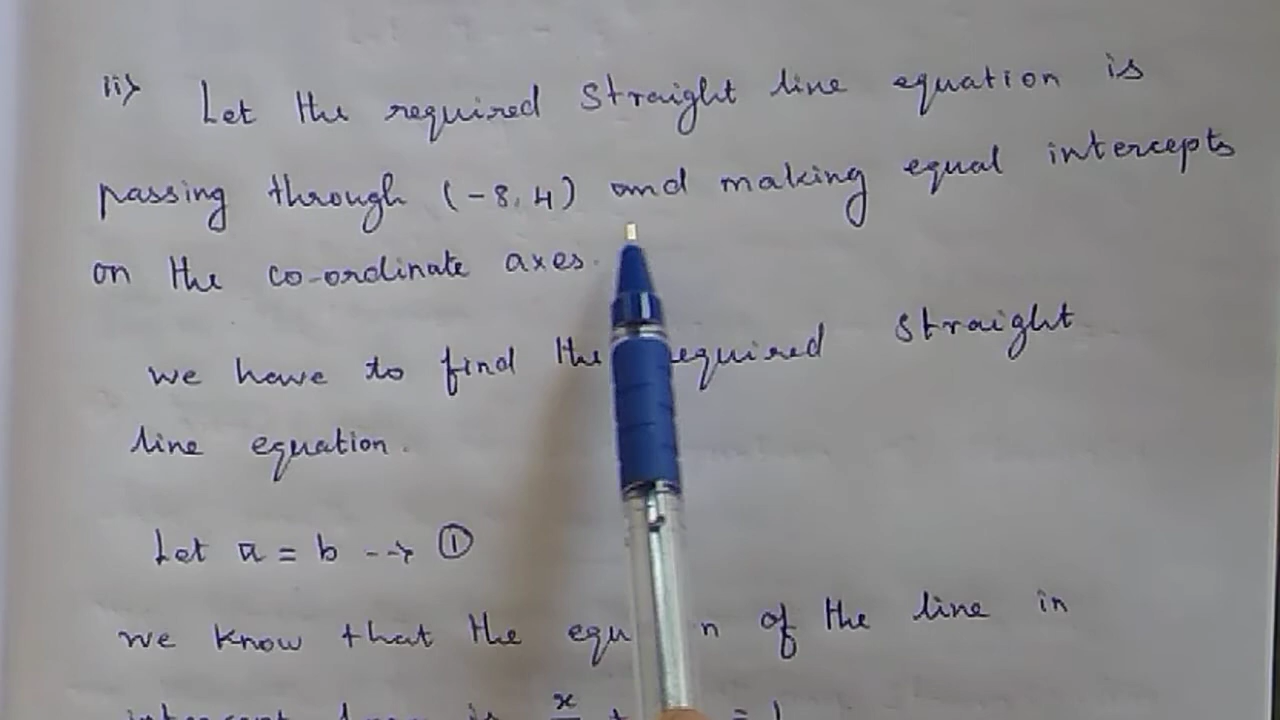 ii> Let the required straight line equation is
passing through (-8, 4) and making equal intercepts
on the co-ordinate axes.
we have to find the required straight
line equation.
Let a = b --> ①
we know that the equ n of the line in
is x + = 1